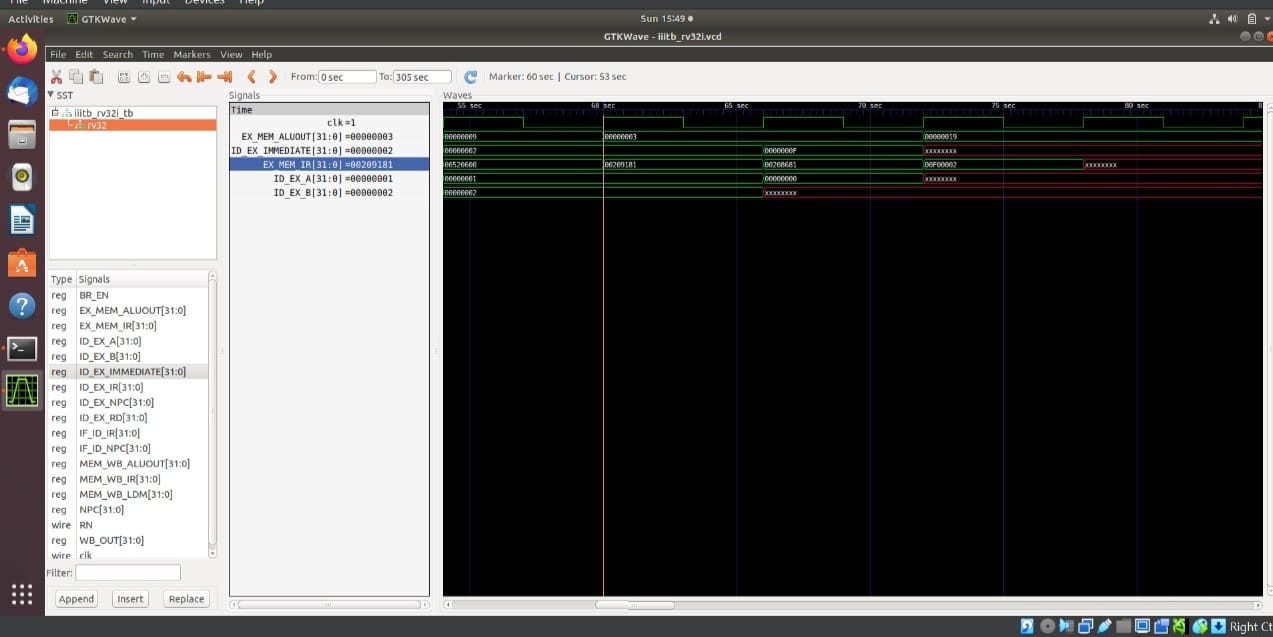 File Machine View Input Devices Help
Activities GTKWave Sun 15:49
GTKWave - iiitb_rv32i.vcd
File Edit Search Time Markers View Help
From: 0 sec To: 305 sec Marker: 60 sec | Cursor: 53 sec
SST
iiitb_rv32i_tb
rv32
Type Signals
reg BR_EN
reg EX_MEM_ALUOUT[31:0]
reg EX_MEM_IR[31:0]
reg ID_EX_A[31:0]
reg ID_EX_B[31:0]
reg ID_EX_IMMEDIATE[31:0]
reg ID_EX_IR[31:0]
reg ID_EX_NPC[31:0]
reg ID_EX_RD[31:0]
reg IF_ID_IR[31:0]
reg IF_ID_NPC[31:0]
reg MEM_WB_ALUOUT[31:0]
reg MEM_WB_IR[31:0]
reg MEM_WB_LDM[31:0]
reg NPC[31:0]
wire RN
reg WB_OUT[31:0]
wire clk
Filter:
Append Insert Replace
Signals
Time
clk =1
EX_MEM_ALUOUT[31:0] =00000003
ID_EX_IMMEDIATE[31:0] =00000002
EX_MEM_IR[31:0] =00209181
ID_EX_A[31:0] =00000001
ID_EX_B[31:0] =00000002
Waves
55 sec 60 sec 65 sec 70 sec 75 sec 80 sec
00000009 00000003 00000019
00000002 0000000F xxxxxxxx
00520600 00209181 00208681 00F00002 xxxxxxxx
00000001 00000000 xxxxxxxx
00000002 xxxxxxxx
Right Ct